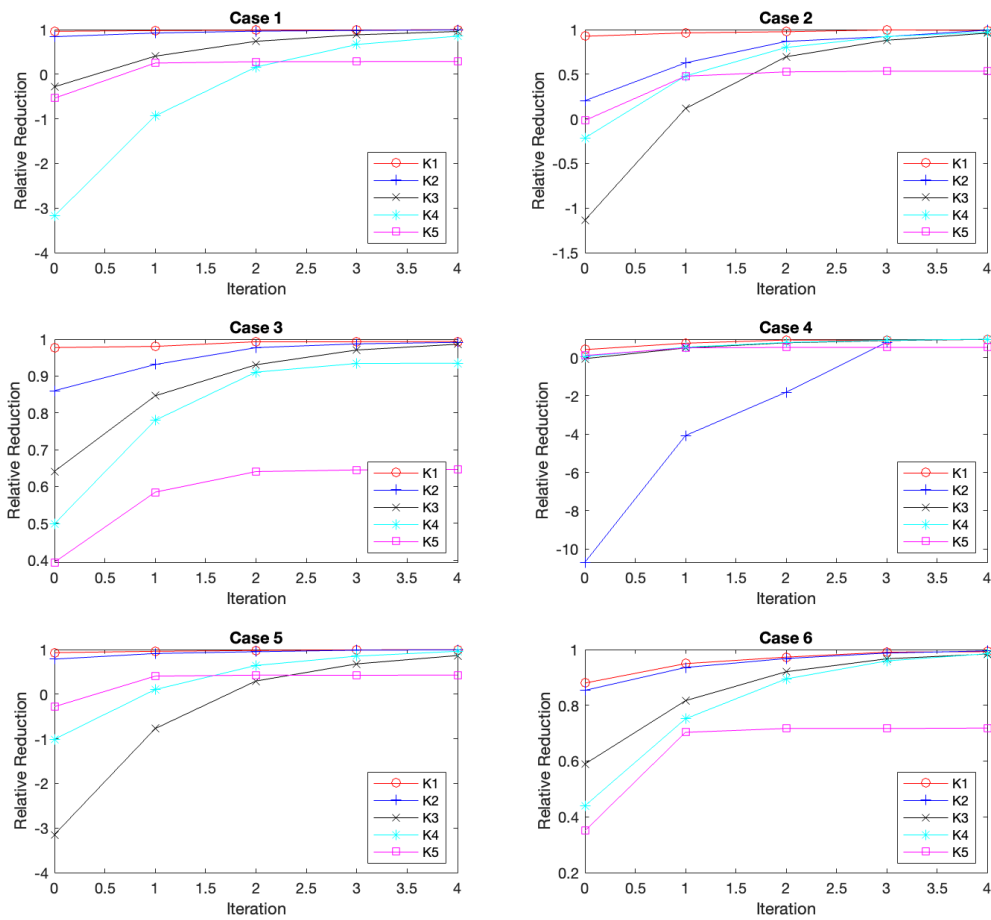 Case 1
1
0
-1
-2
-3
-4
Relative Reduction
K1
K2
K3
K4
K5
0 0.5 1 1.5 2 2.5 3 3.5 4
Iteration
Case 2
1
0.5
0
-0.5
-1
-1.5
Relative Reduction
K1
K2
K3
K4
K5
0 0.5 1 1.5 2 2.5 3 3.5 4
Iteration
Case 3
1
0.9
0.8
0.7
0.6
0.5
0.4
Relative Reduction
K1
K2
K3
K4
K5
0 0.5 1 1.5 2 2.5 3 3.5 4
Iteration
Case 4
0
-2
-4
-6
-8
-10
Relative Reduction
K1
K2
K3
K4
K5
0 0.5 1 1.5 2 2.5 3 3.5 4
Iteration
Case 5
1
0
-1
-2
-3
-4
Relative Reduction
K1
K2
K3
K4
K5
0 0.5 1 1.5 2 2.5 3 3.5 4
Iteration
Case 6
1
0.8
0.6
0.4
0.2
Relative Reduction
K1
K2
K3
K4
K5
0 0.5 1 1.5 2 2.5 3 3.5 4
Iteration